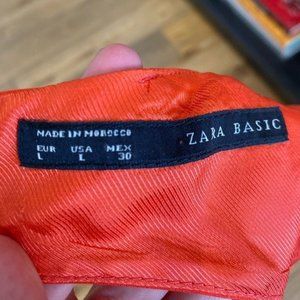 MADE IN MOROCCO
EUR USA MEX
L L 30
ZARA BASIC